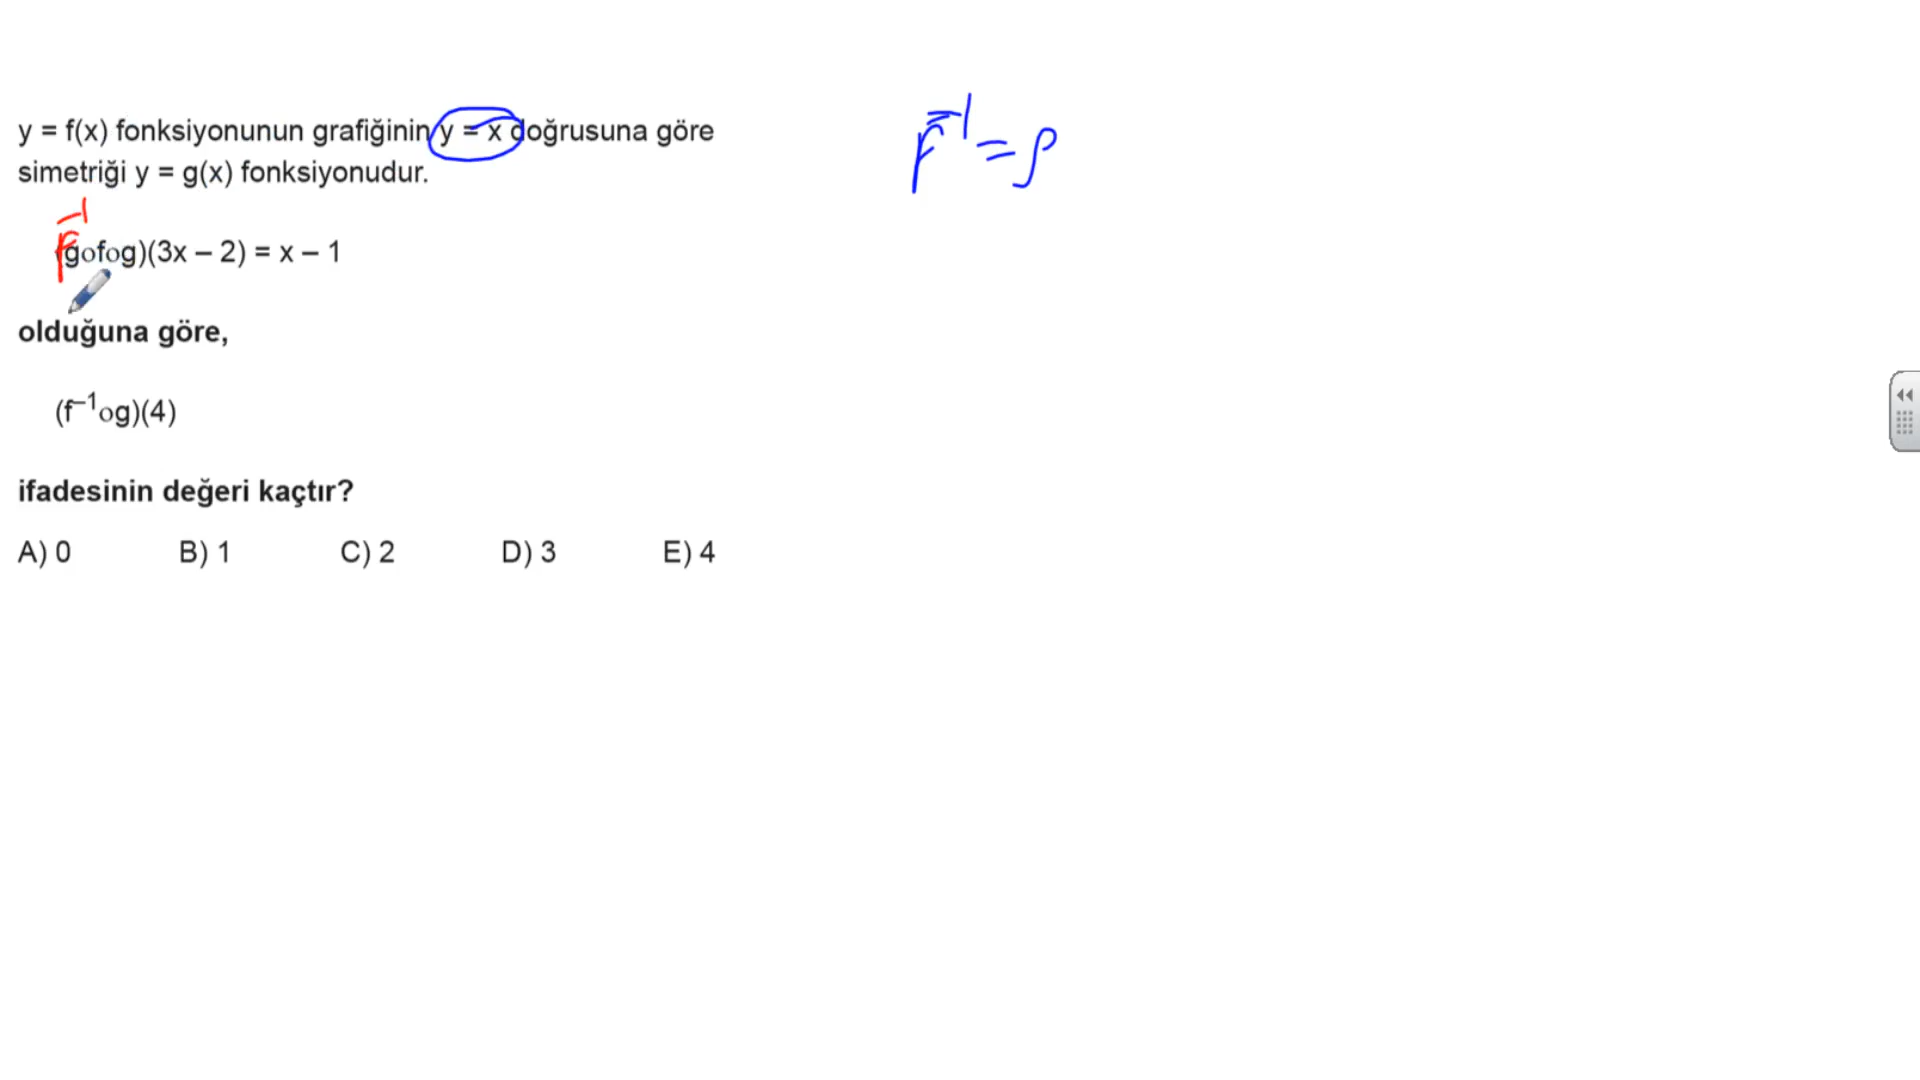 y = f(x) fonksiyonunun grafiğinin y = x doğrusuna göre
simetriği y = g(x) fonksiyonudur.
F⁻¹ = g
F⁻¹
(gofog)(3x – 2) = x – 1
olduğuna göre,
(f⁻¹og)(4)
ifadesinin değeri kaçtır?
A) 0 B) 1 C) 2 D) 3 E) 4